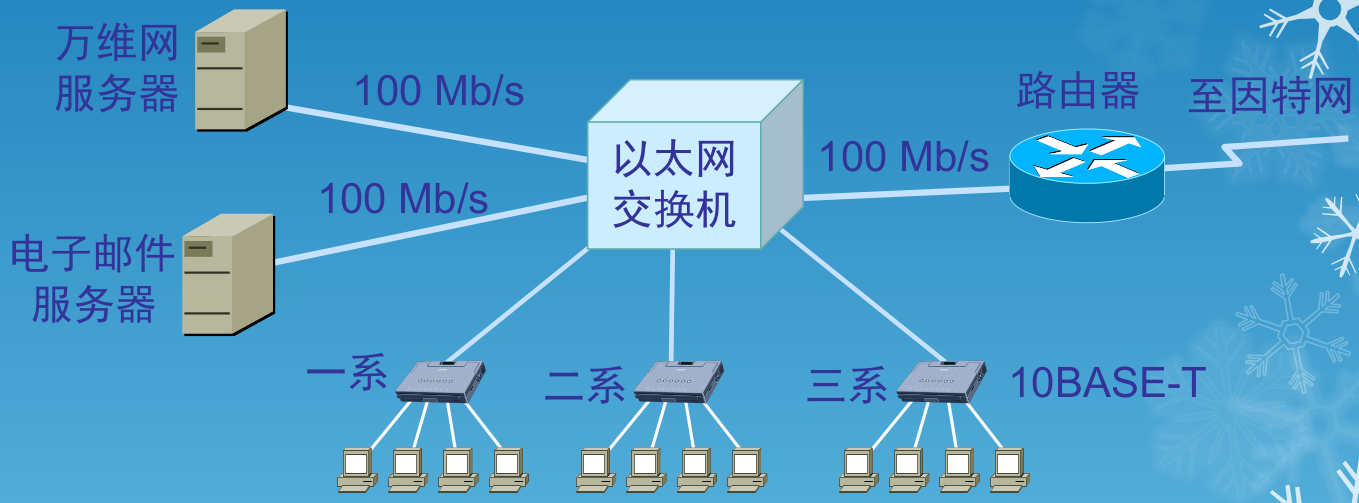 万维网
服务器
100 Mb/s
以太网
交换机
100 Mb/s
路由器
至因特网
100 Mb/s
电子邮件
服务器
一系
二系
三系
10BASE-T